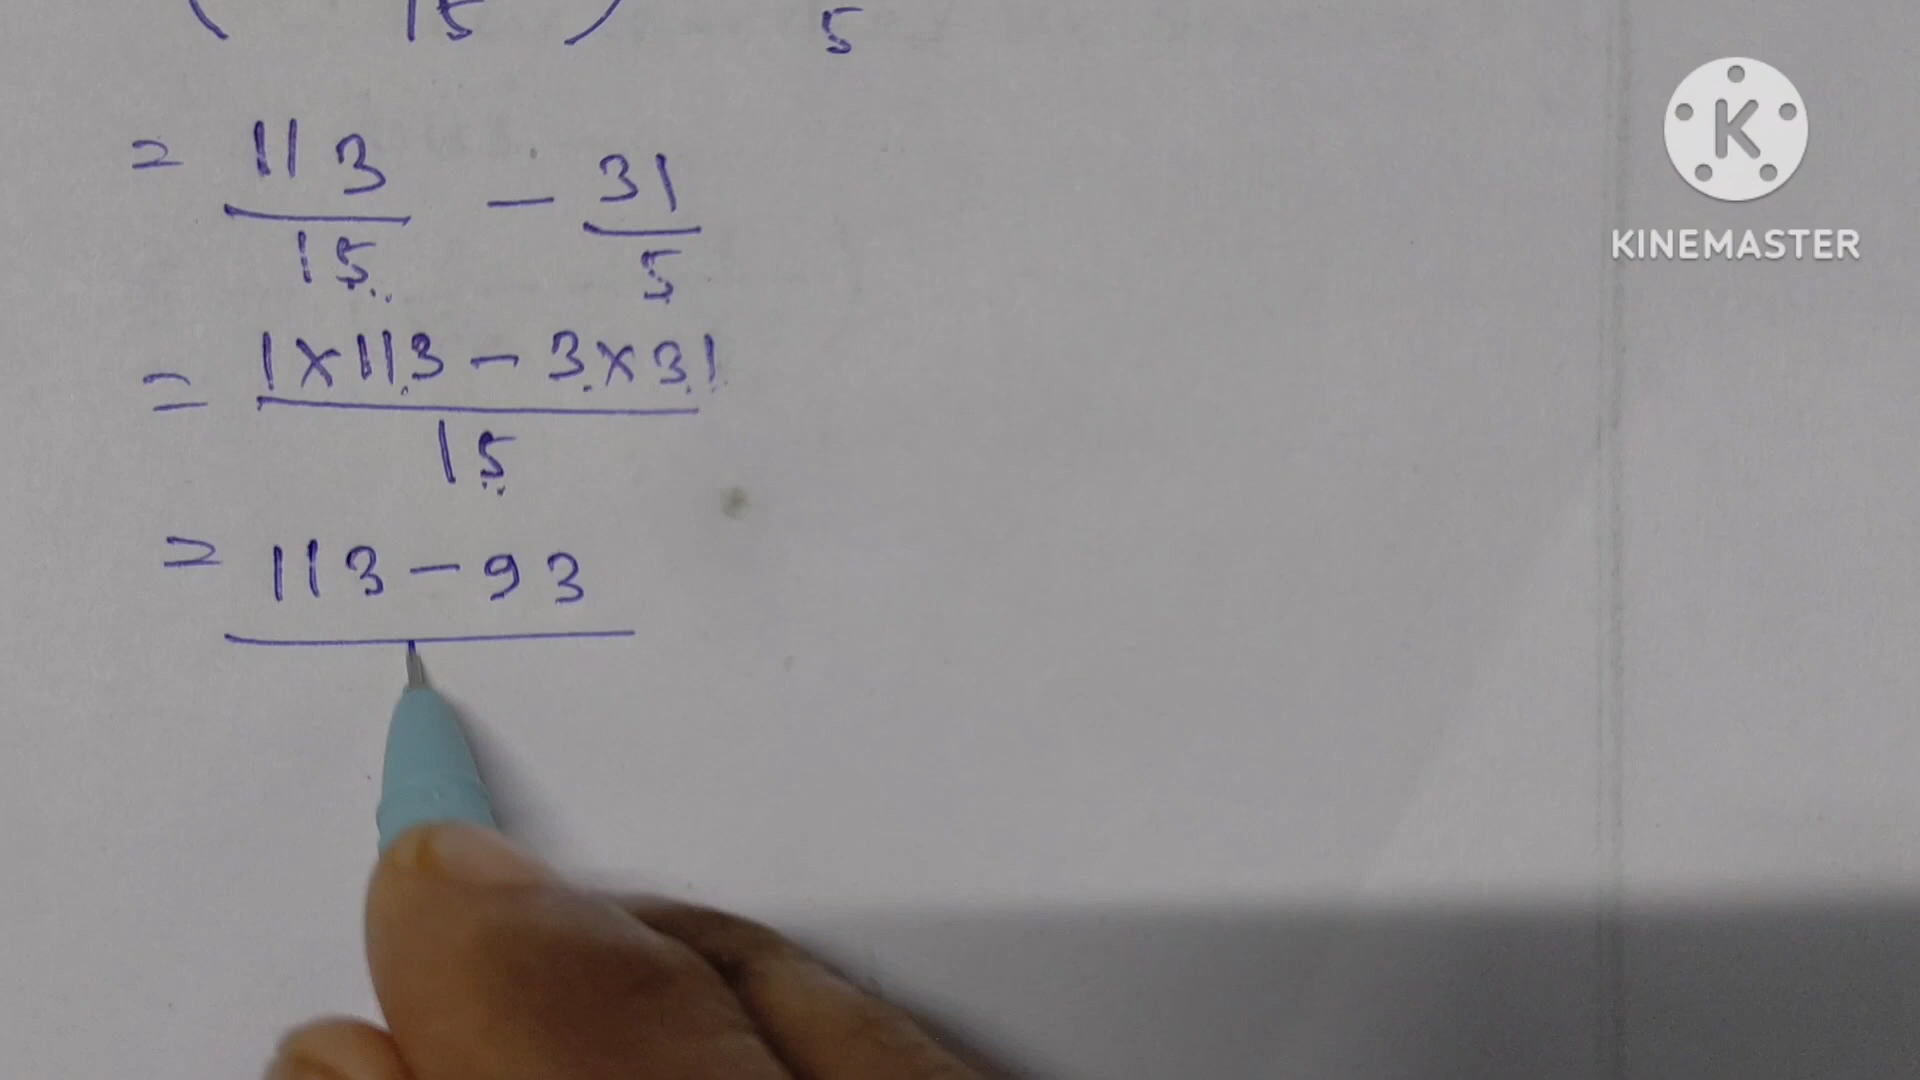 ( 15 ) 5
= 113/15 - 31/5
= 1×113-3×31/15
= 113-93
K
KINEMASTER